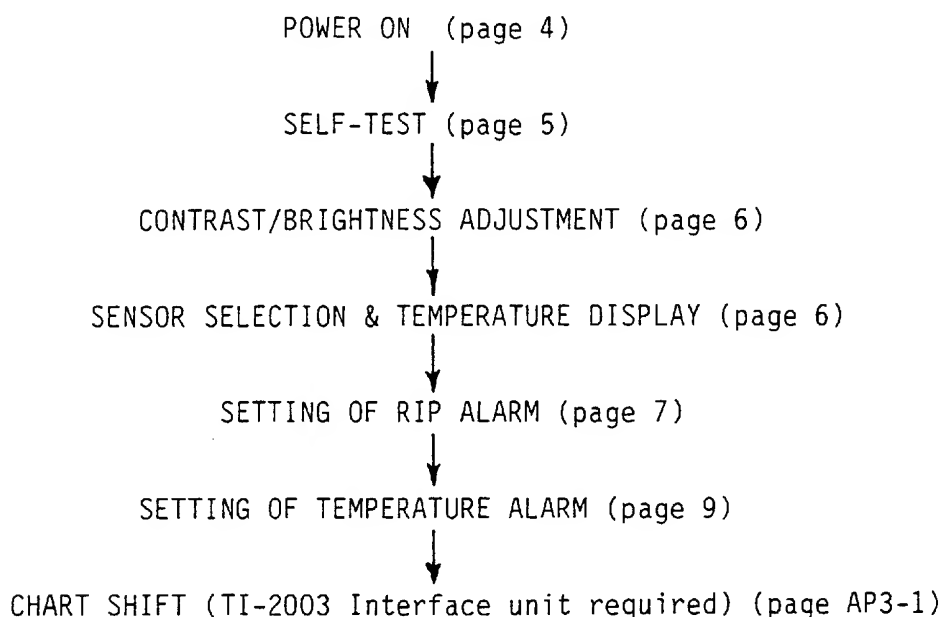 POWER ON (page 4)
SELF-TEST (page 5)
CONTRAST/BRIGHTNESS ADJUSTMENT (page 6)
SENSOR SELECTION & TEMPERATURE DISPLAY (page 6)
SETTING OF RIP ALARM (page 7)
SETTING OF TEMPERATURE ALARM (page 9)
CHART SHIFT (TI-2003 Interface unit required) (page AP3-1)